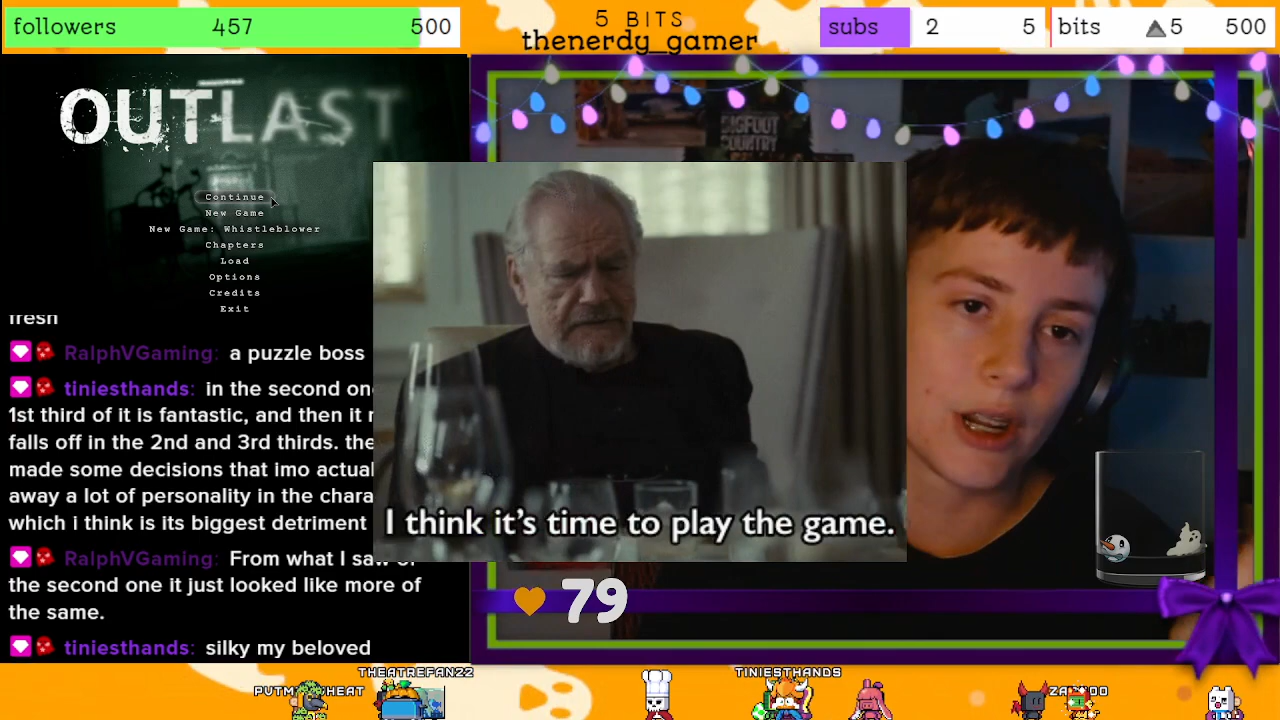 followers 457 500
5 BITS
thenerdy_gamer
subs 2 5
bits 5 500
OUTLAST
Continue
New Game
New Game: Whistleblower
Chapters
Load
Options
Credits
Exit
BIGFOOT
COUNTRY
fresh
RalphVGaming: a puzzle boss
tiniesthands: in the second
1st third of it is fantastic, and then it
falls off in the 2nd and 3rd thirds.
made some decisions that imo
away a lot of personality in the
which i think is its biggest detriment
RalphVGaming: From what I saw of
the second one it just looked like more of
the same.
tiniesthands: silky my beloved
I think it's time to play the game.
79
THEATREFAN22
TINIESTHANDS